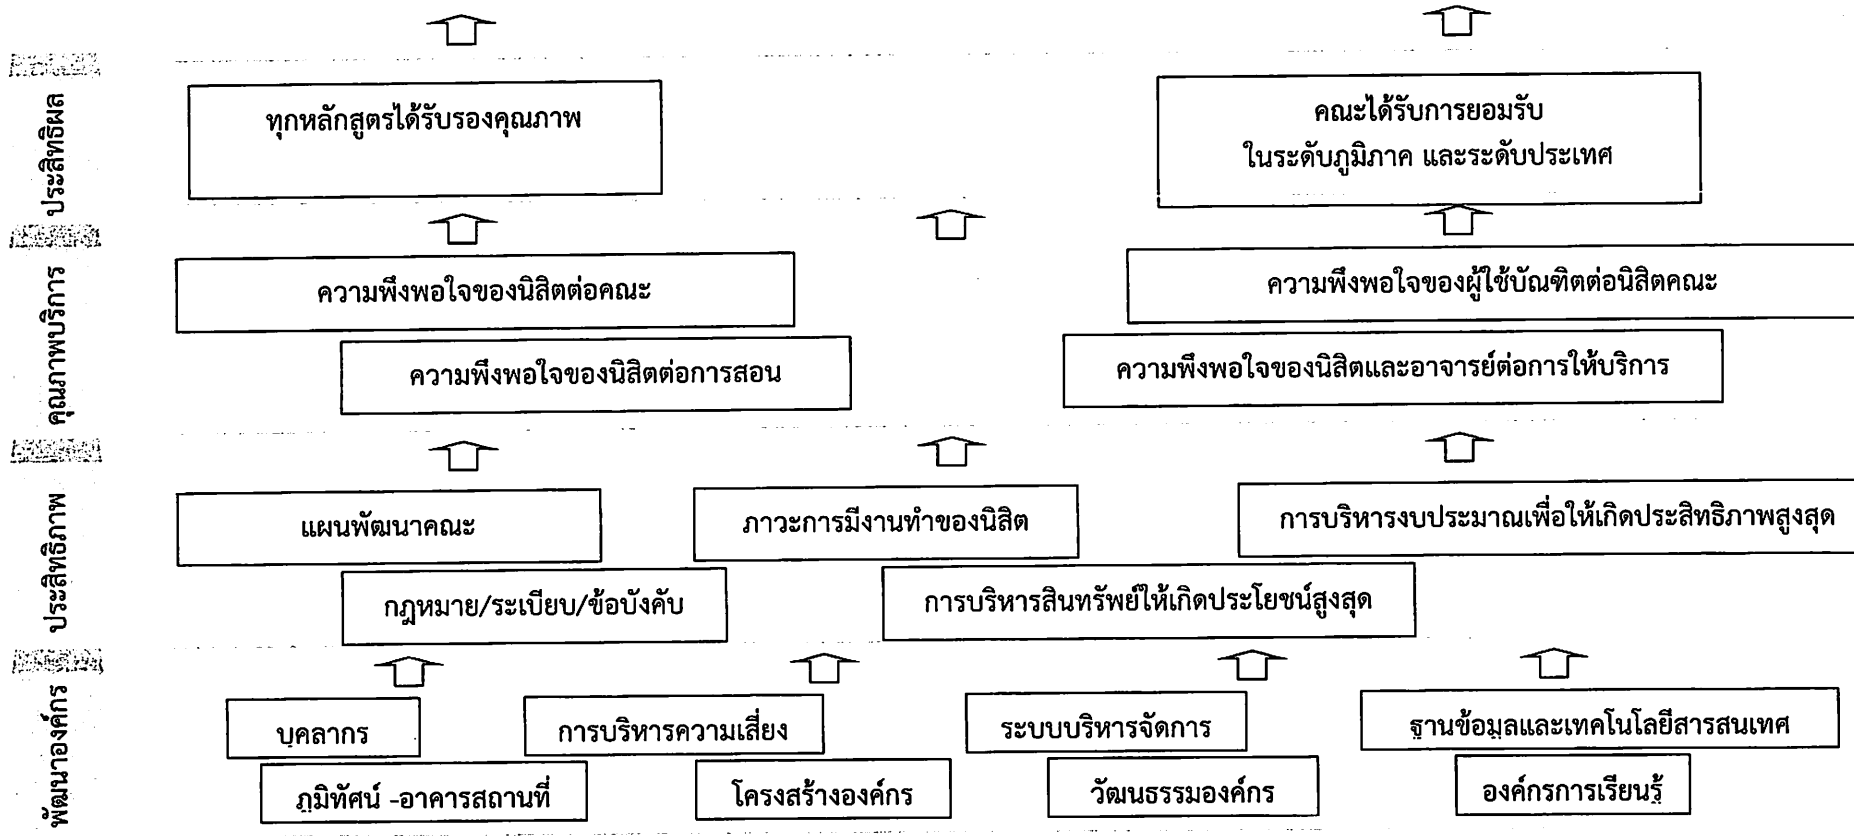 ประสิทธิผล
ทุกหลักสูตรได้รับรองคุณภาพ
คณะได้รับการยอมรับ
ในระดับภูมิภาค และระดับประเทศ
คุณภาพบริการ
ความพึงพอใจของนิสิตต่อคณะ
ความพึงพอใจของผู้ใช้บัณฑิตต่อนิสิตคณะ
ความพึงพอใจของนิสิตต่อการสอน
ความพึงพอใจของนิสิตและอาจารย์ต่อการให้บริการ
ประสิทธิภาพ
แผนพัฒนาคณะ
ภาวะการมีงานทำของนิสิต
การบริหารงบประมาณเพื่อให้เกิดประสิทธิภาพสูงสุด
กฎหมาย/ระเบียบ/ข้อบังคับ
การบริหารสินทรัพย์ให้เกิดประโยชน์สูงสุด
พัฒนาองค์กร
บุคลากร
การบริหารความเสี่ยง
ระบบบริหารจัดการ
ฐานข้อมูลและเทคโนโลยีสารสนเทศ
ภูมิทัศน์ -อาคารสถานที่
โครงสร้างองค์กร
วัฒนธรรมองค์กร
องค์กรการเรียนรู้